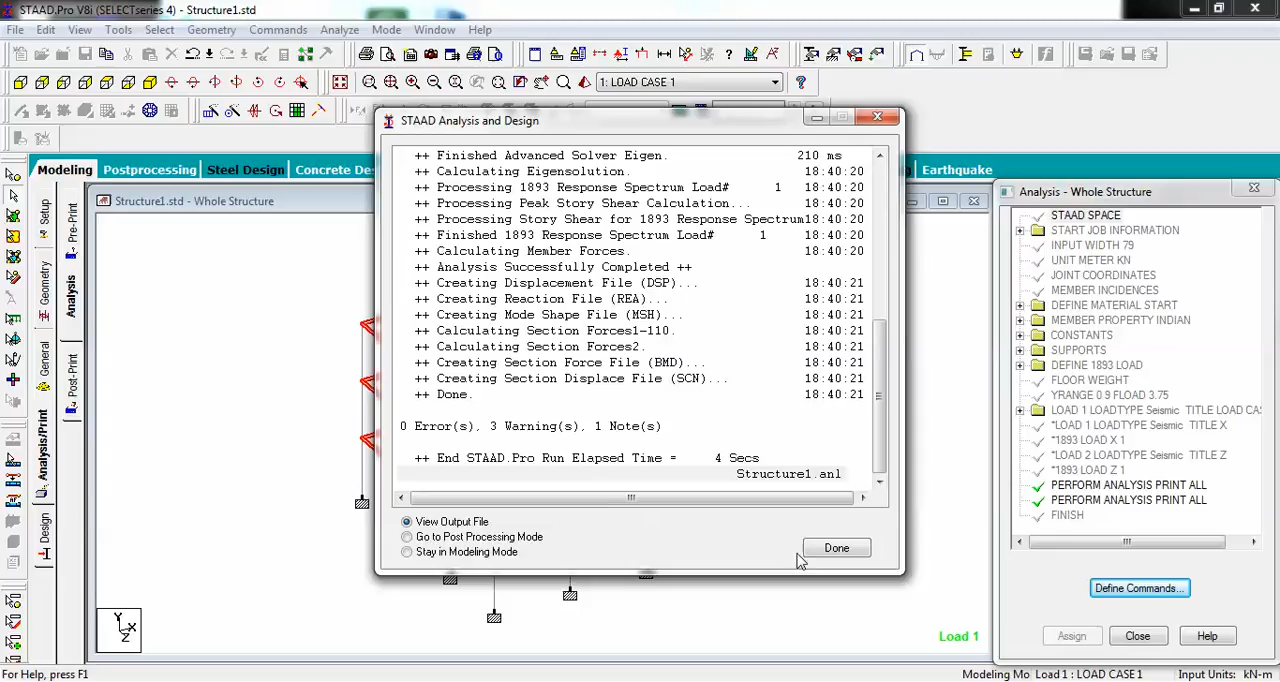 STAAD.Pro V8i (SELECTseries 4) - Structure1.std
File Edit View Tools Select Geometry Commands Analyze Mode Window Help
1: LOAD CASE 1
Modeling Postprocessing Steel Design Concrete Des Earthquake
Structure1.std - Whole Structure
Setup
Geometry
General
Analysis/Print
Design
Pre-Print
Analysis
Post-Print
STAAD Analysis and Design
++ Finished Advanced Solver Eigen. 210 ms
++ Calculating Eigensolution. 18:40:20
++ Processing 1893 Response Spectrum Load# 1 18:40:20
++ Processing Peak Story Shear Calculation... 18:40:20
++ Processing Story Shear for 1893 Response Spectrum18:40:20
++ Finished 1893 Response Spectrum Load# 1 18:40:20
++ Calculating Member Forces. 18:40:20
++ Analysis Successfully Completed ++
++ Creating Displacement File (DSP)... 18:40:21
++ Creating Reaction File (REA)... 18:40:21
++ Creating Mode Shape File (MSH)... 18:40:21
++ Calculating Section Forces1-110. 18:40:21
++ Calculating Section Forces2. 18:40:21
++ Creating Section Force File (BMD)... 18:40:21
++ Creating Section Displace File (SCN)... 18:40:21
++ Done. 18:40:21
0 Error(s), 3 Warning(s), 1 Note(s)
++ End STAAD.Pro Run Elapsed Time = 4 Secs
Structure1.anl
View Output File
Go to Post Processing Mode
Stay in Modeling Mode
Done
Y
X
Z
Load 1
Analysis - Whole Structure
STAAD SPACE
START JOB INFORMATION
INPUT WIDTH 79
UNIT METER KN
JOINT COORDINATES
MEMBER INCIDENCES
DEFINE MATERIAL START
MEMBER PROPERTY INDIAN
CONSTANTS
SUPPORTS
DEFINE 1893 LOAD
FLOOR WEIGHT
YRANGE 0 9 FLOAD 3.75
LOAD 1 LOADTYPE Seismic TITLE LOAD CA
*LOAD 1 LOADTYPE Seismic TITLE X
*1893 LOAD X 1
*LOAD 2 LOADTYPE Seismic TITLE Z
*1893 LOAD Z 1
PERFORM ANALYSIS PRINT ALL
PERFORM ANALYSIS PRINT ALL
FINISH
Define Commands...
Assign Close Help
For Help, press F1 Modeling Mo Load 1 : LOAD CASE 1 Input Units: kN-m